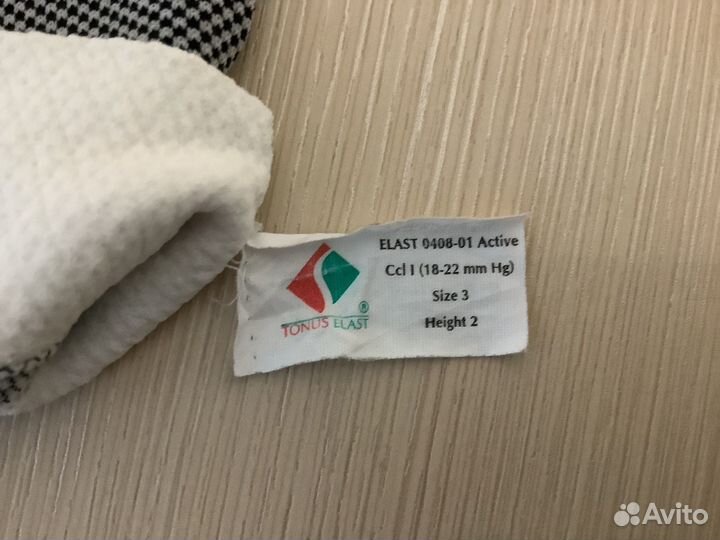 ELAST 0408-01 Active
Ccl I (18-22 mm Hg)
Size 3
Height 2
TONUS ELAST ®
Avito